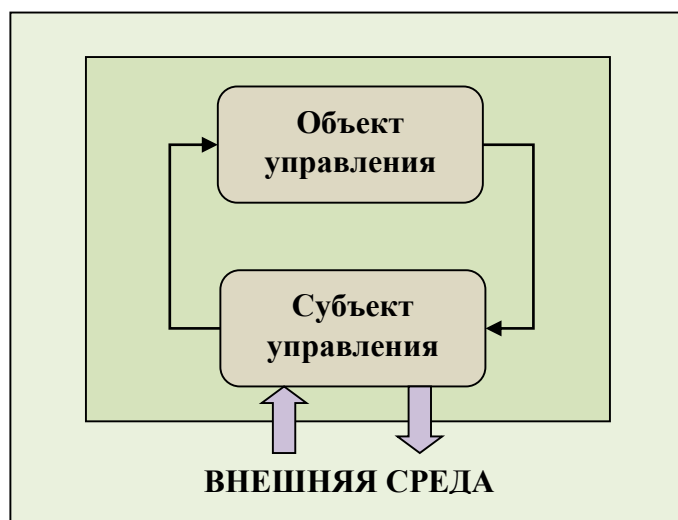 Объект
управления
Субъект
управления
ВНЕШНЯЯ СРЕДА